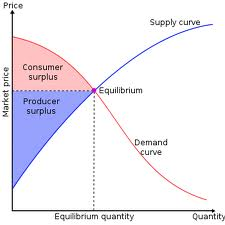 Price
Supply curve
Consumer
surplus
Market price
Equilibrium
Producer
surplus
Demand
curve
Equilibrium quantity
Quantity